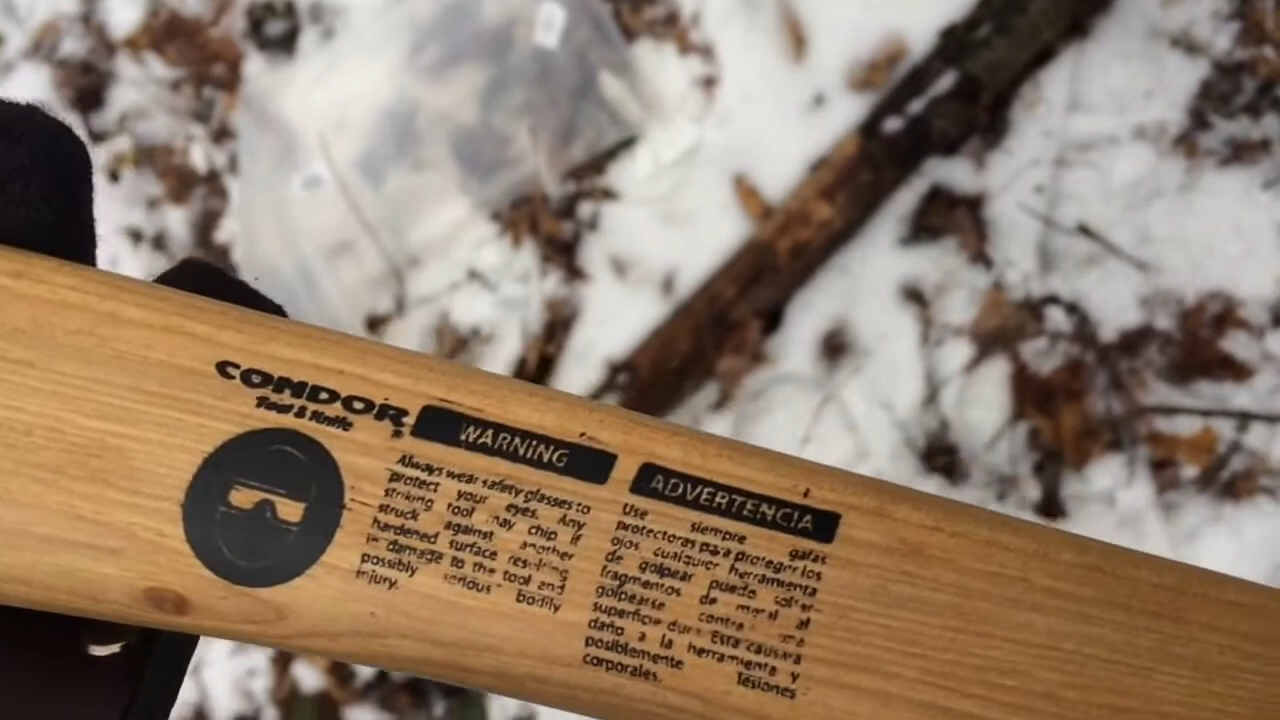 CONDOR
Tool & Knife
®
WARNING
Always wear safety glasses to
protect your eyes. Any
striking tool may chip if
struck against another
hardened surface resulting
in damage to the tool and
possibly serious bodily
injury.
ADVERTENCIA
Use siempre gafas
protectoras para proteger los
ojos, cualquier herramienta
de golpear puede soltar
fragmentos de metal al
golpearse contra una
superficie dura Esta causara
daño a la herramienta y
posiblemente lesiones
corporales.